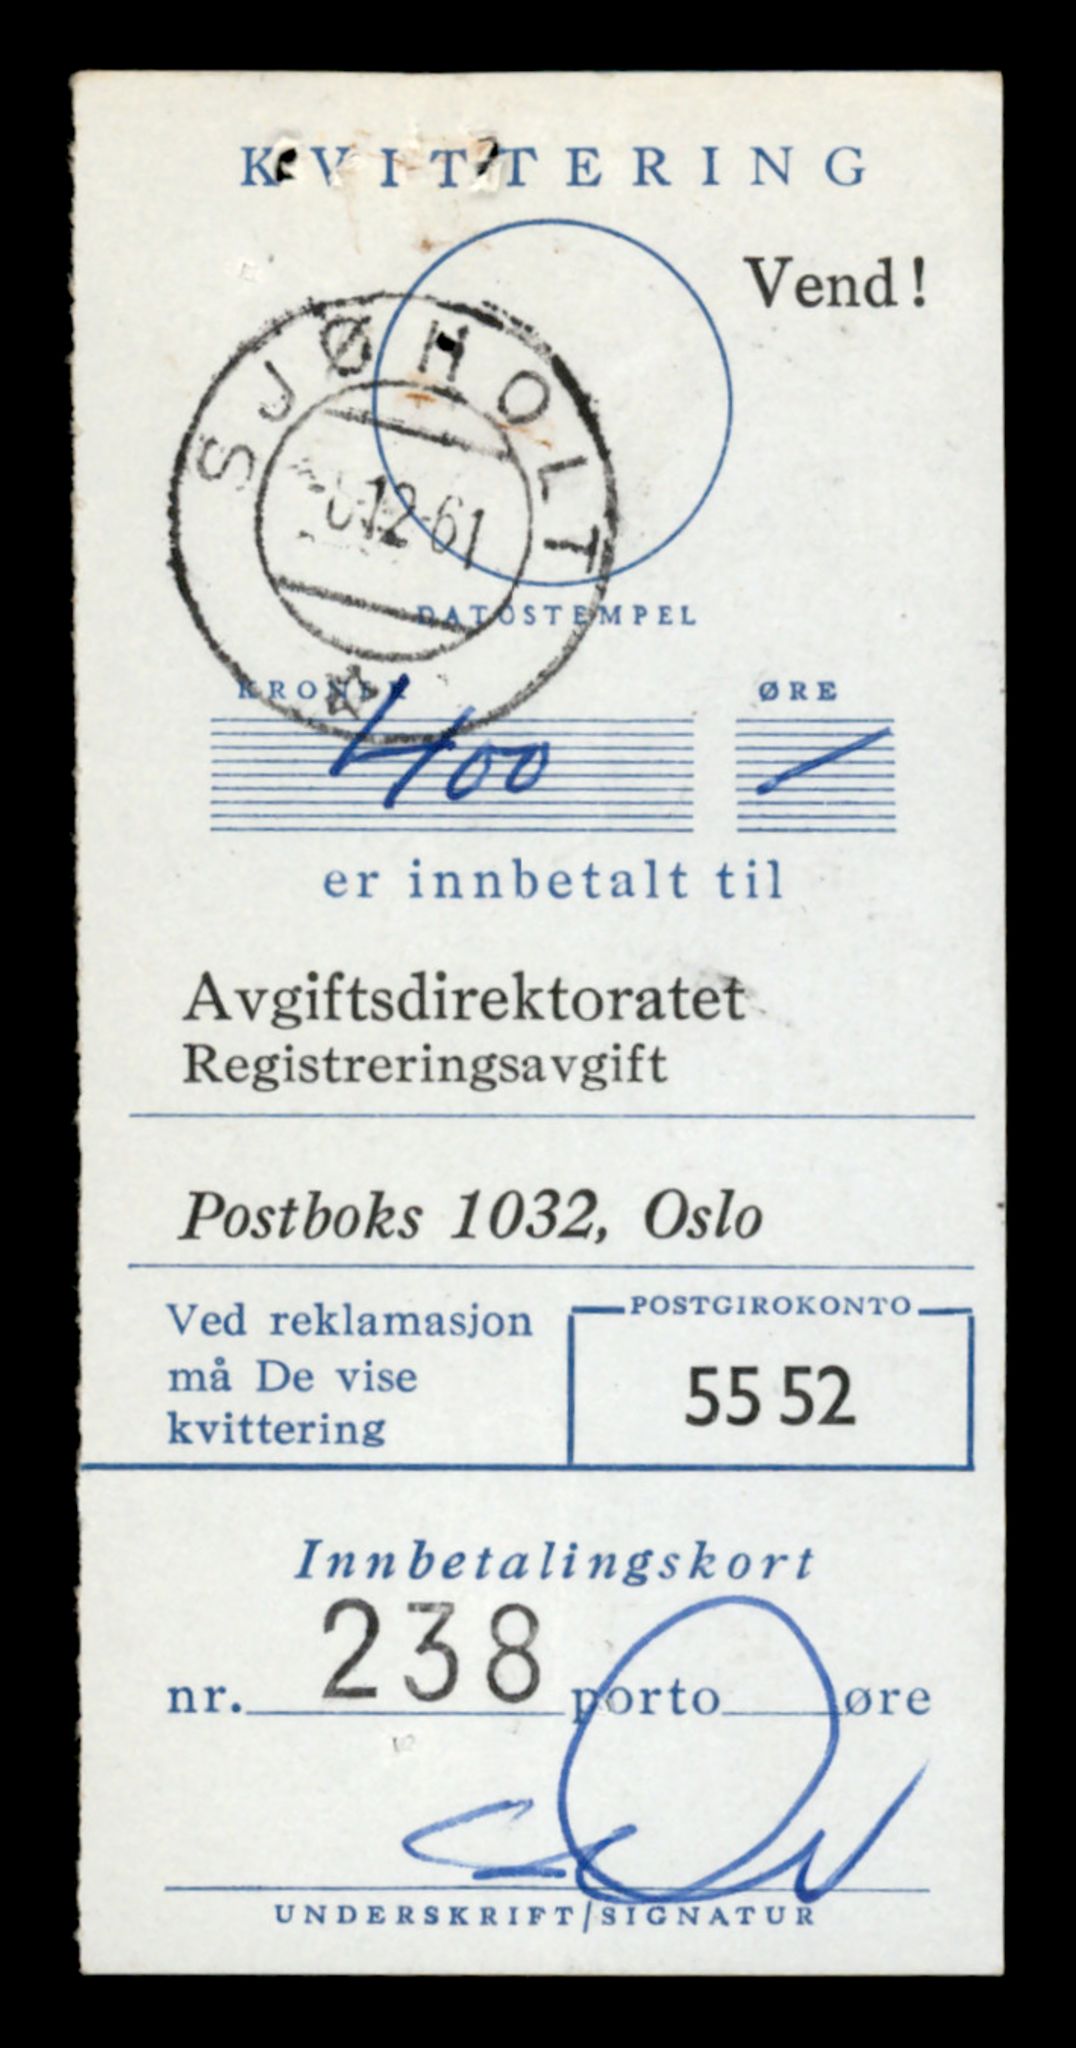 KVITTERING
Vend!
SJØHOLT
12-61
DATOSTEMPEL
KRONER ØRE
400 —
er innbetalt til
Avgiftsdirektoratet
Registreringsavgift
Postboks 1032, Oslo
Ved reklamasjon
må De vise
kvittering
POSTGIROKONTO
55 52
Innbetalingskort
nr. 238 porto øre
UNDERSKRIFT/SIGNATUR